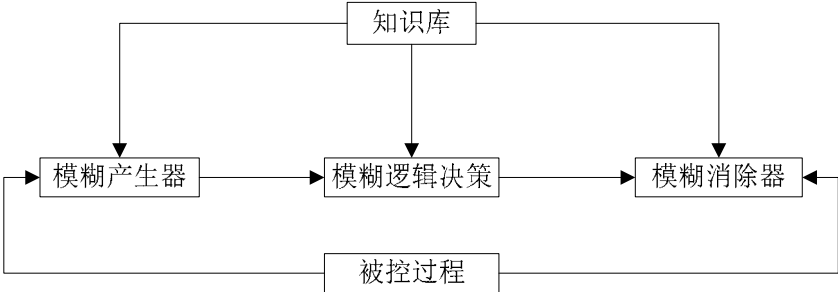 知识库
模糊产生器
模糊逻辑决策
模糊消除器
被控过程